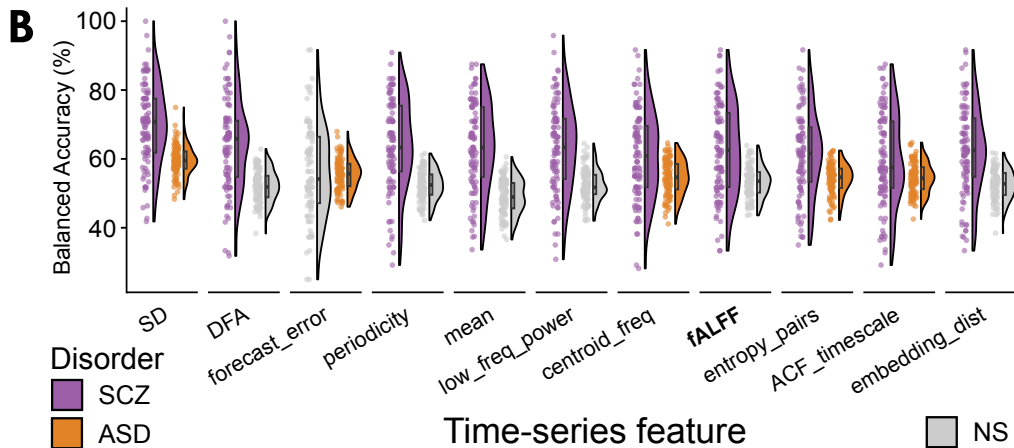 B
Balanced Accuracy (%)
100
80
60
40
SD
DFA
forecast_error
periodicity
mean
low_freq_power
centroid_freq
fALFF
entropy_pairs
ACF_timescale
embedding_dist
Disorder
SCZ
ASD
Time-series feature
NS